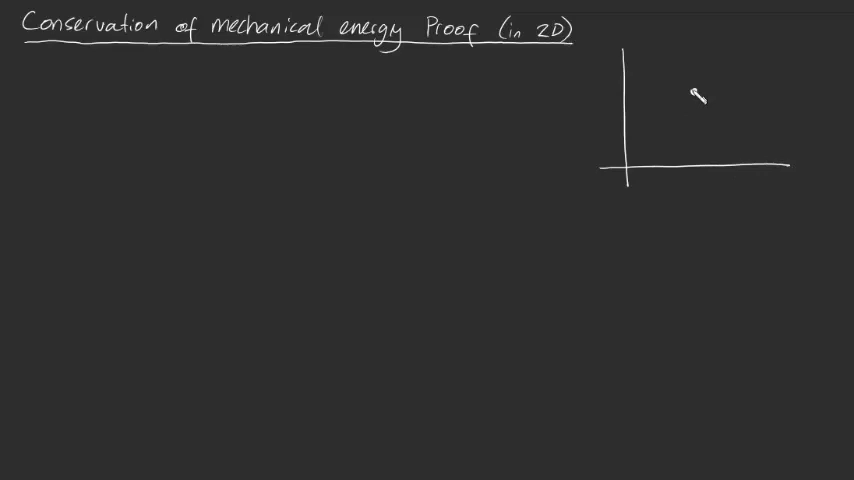 Conservation of mechanical energy Proof (in 2D)